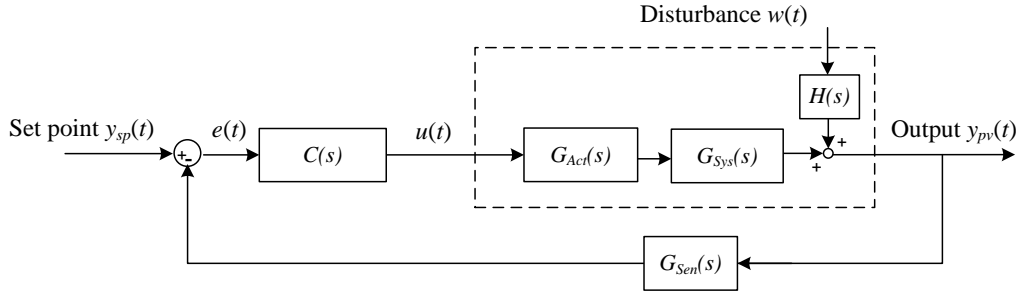 Disturbance w(t)
H(s)
Set point y_sp(t)
e(t)
u(t)
Output y_pv(t)
+
-
C(s)
G_Act(s)
G_Sys(s)
+
+
G_Sen(s)